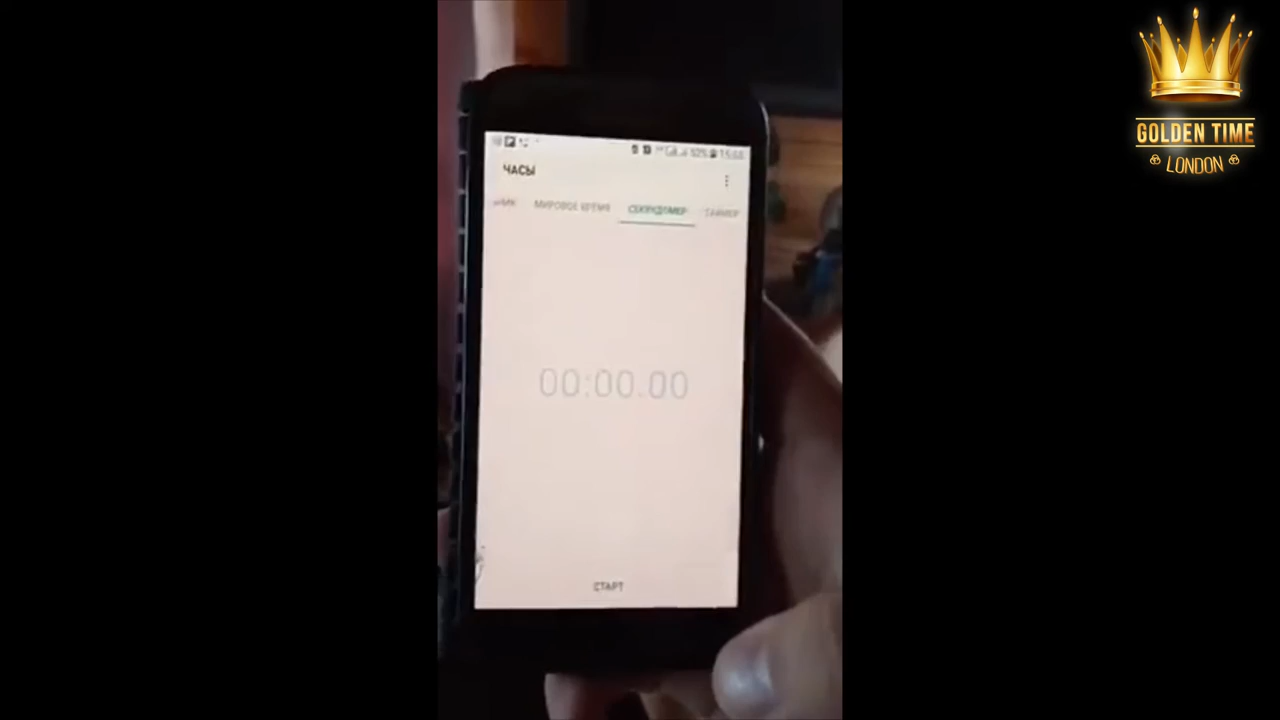 GOLDEN TIME
LONDON
ЧАСЫ
МИРОВОЕ ВРЕМЯ СЕКУНДОМЕР ТАЙМЕР
00:00.00
СТАРТ